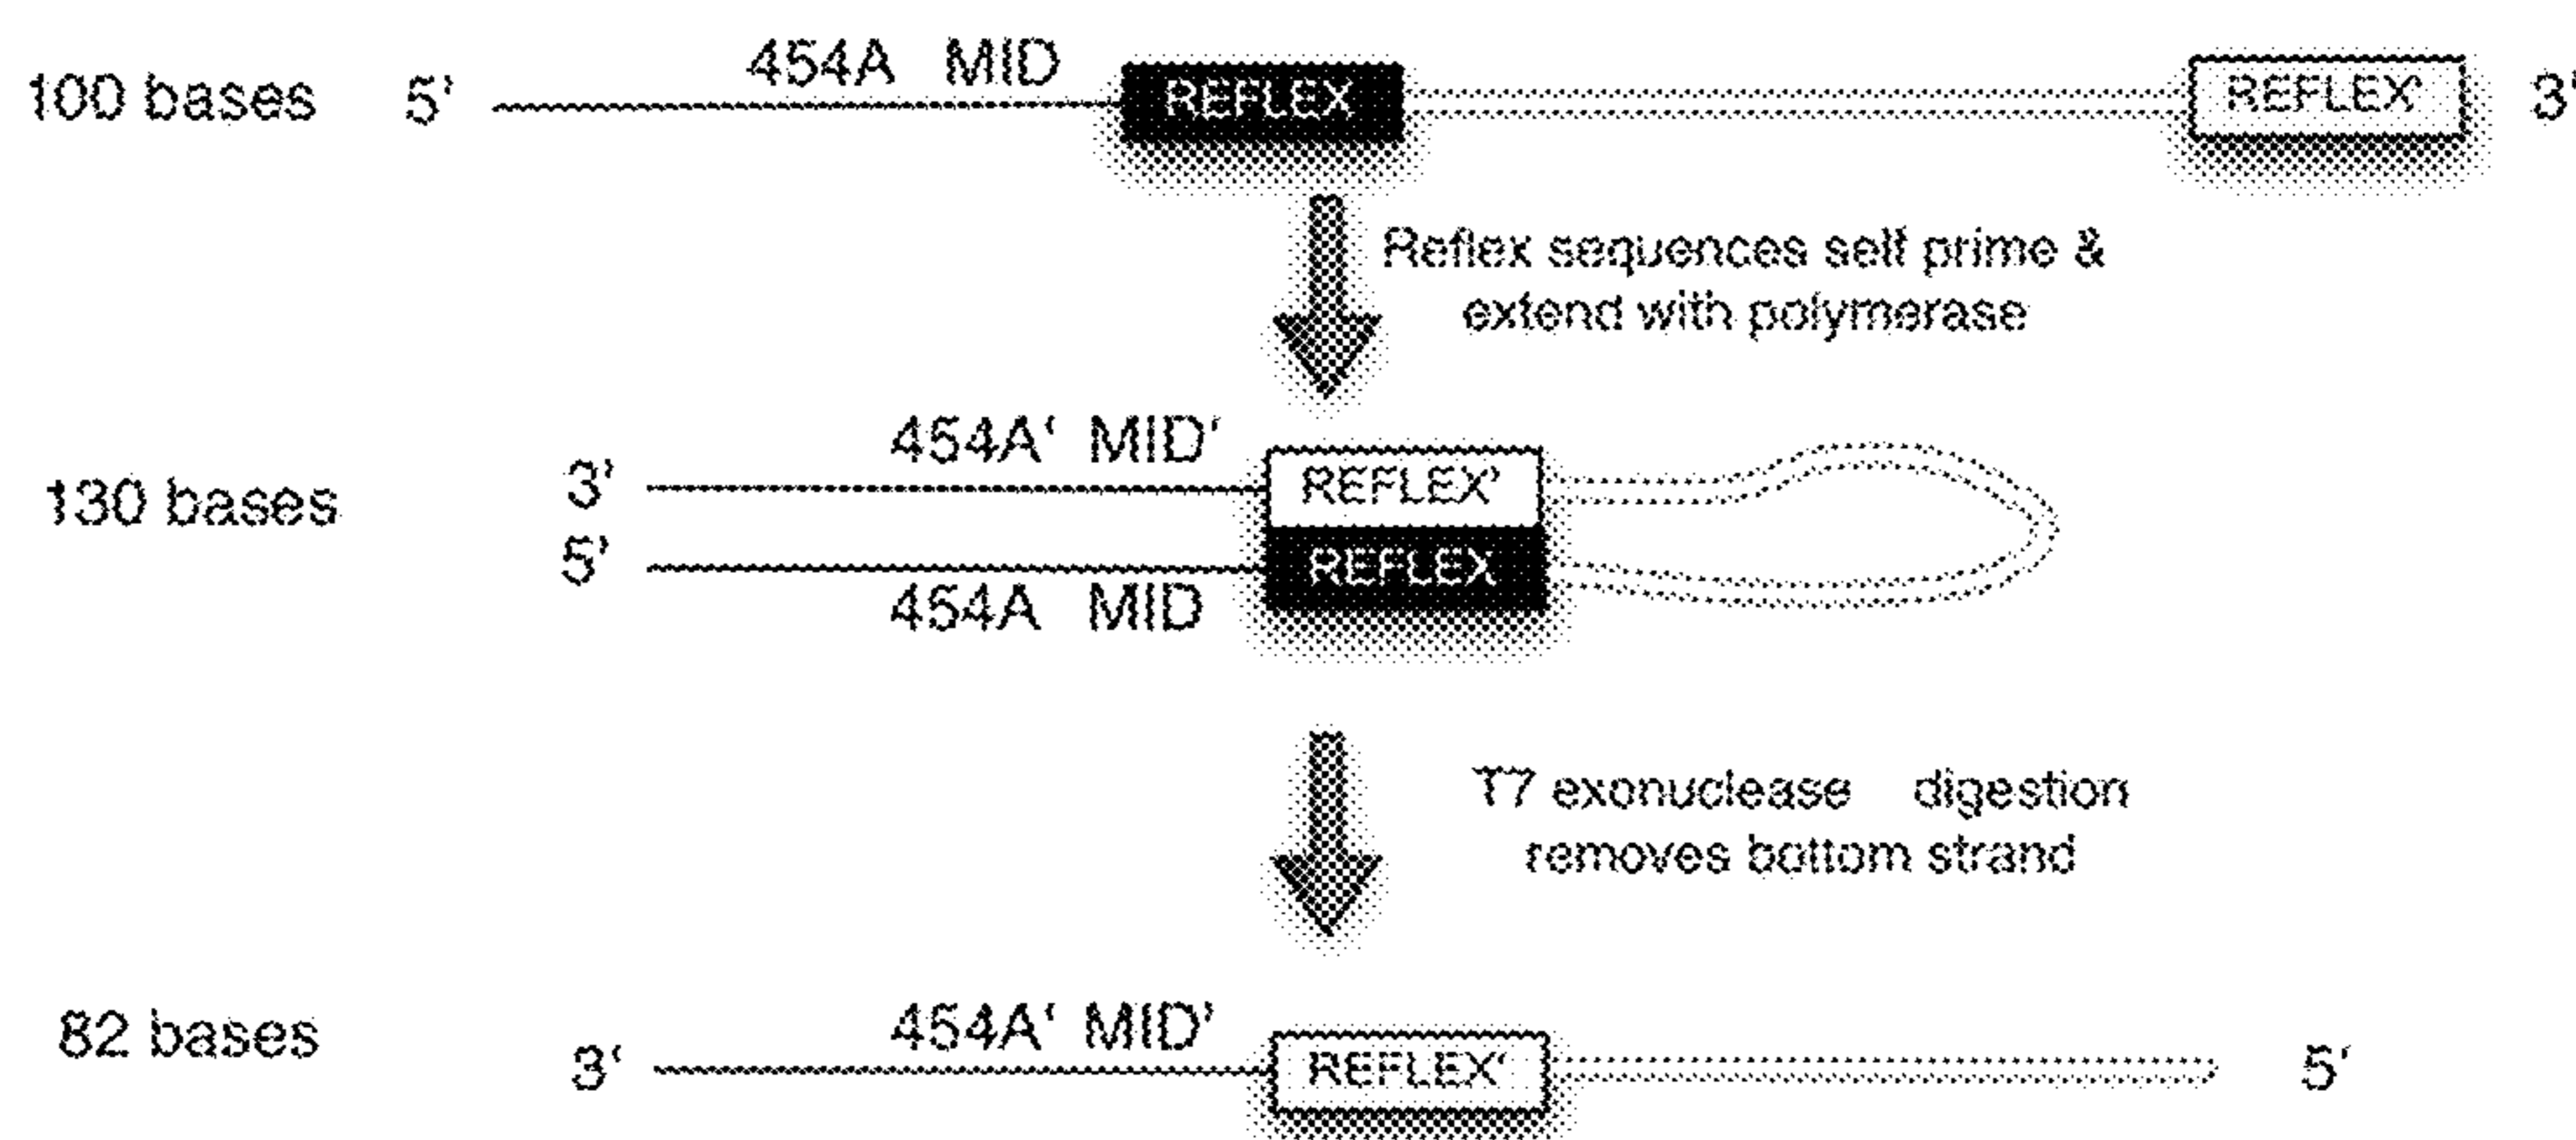 454A MID
100 bases 5' REFLEX REFLEX' 3'
Reflex sequences self prime &
extend with polymerase
454A' MID'
3' REFLEX'
130 bases
5' REFLEX
454A MID
T7 exonuclease digestion
removes bottom strand
454A' MID'
82 bases 3' REFLEX' 5'